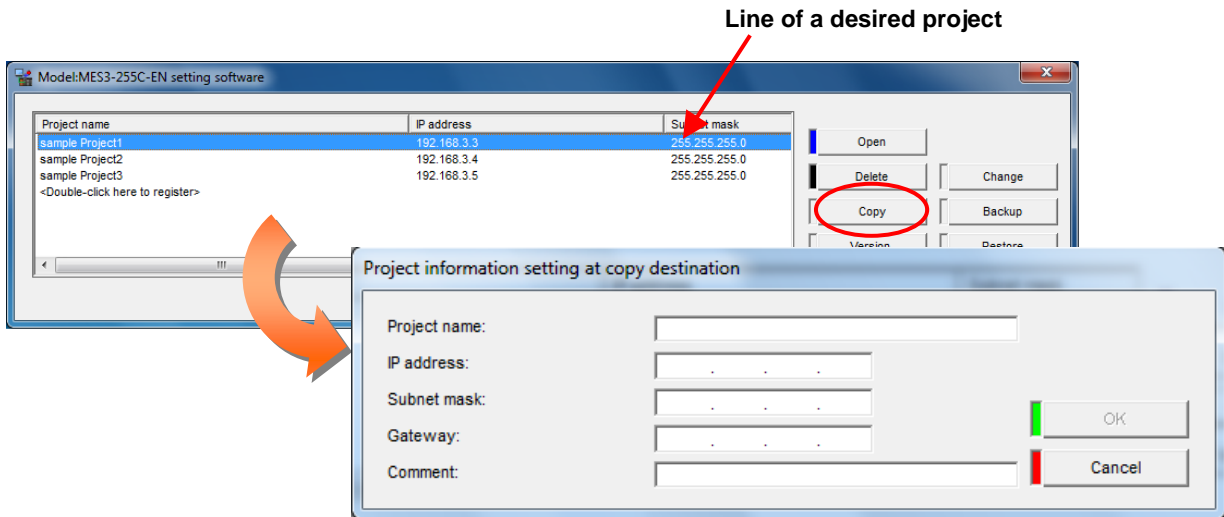 Line of a desired project
Model:MES3-255C-EN setting software
Project name IP address Subnet mask
sample Project1 192.168.3.3 255.255.255.0
sample Project2 192.168.3.4 255.255.255.0
sample Project3 192.168.3.5 255.255.255.0
<Double-click here to register>
Open
Delete Change
Copy Backup
Version Restore
Project information setting at copy destination
Project name:
IP address: . . .
Subnet mask: . . .
Gateway: . . .
Comment:
OK
Cancel